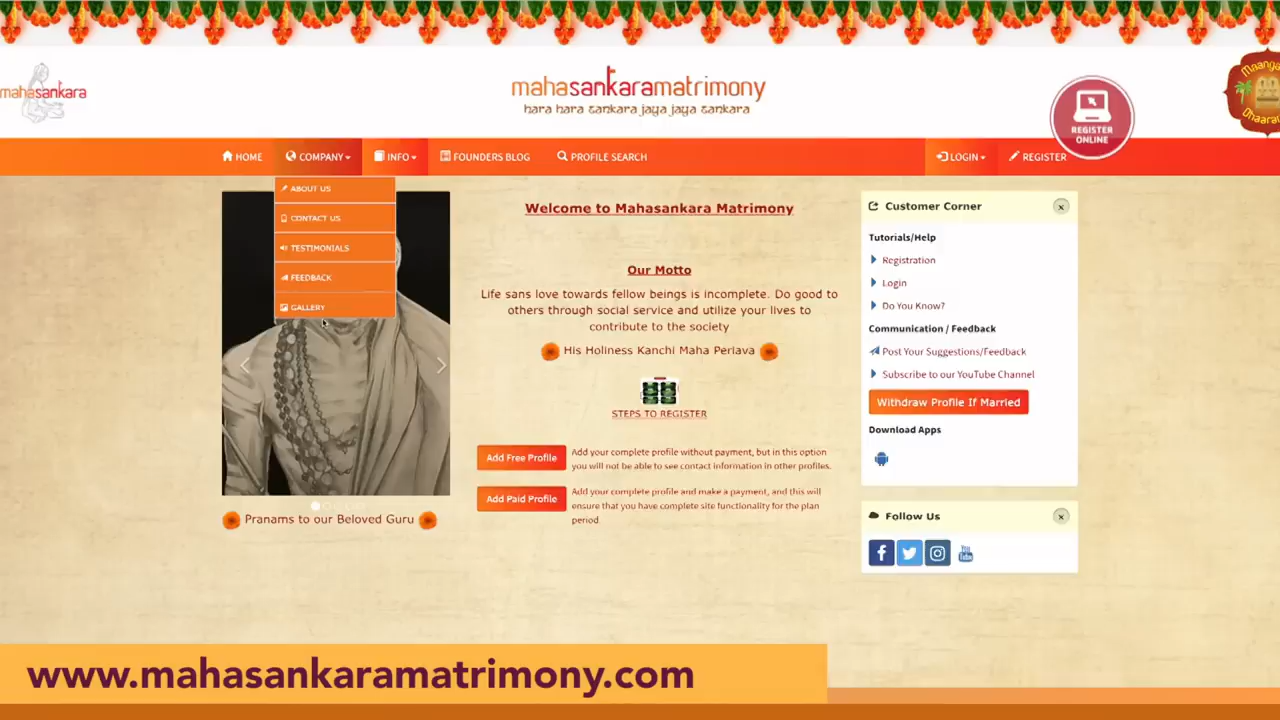 mahasankara
mahasankaramatrimony
hara hara sankara jaya jaya sankara
REGISTER
ONLINE
Maanga
Dhaarar
HOME
COMPANY
INFO
FOUNDERS BLOG
PROFILE SEARCH
LOGIN
REGISTER
ABOUT US
CONTACT US
TESTIMONIALS
FEEDBACK
GALLERY
Pranams to our Beloved Guru
Welcome to Mahasankara Matrimony
Our Motto
Life sans love towards fellow beings is incomplete. Do good to
others through social service and utilize your lives to
contribute to the society
His Holiness Kanchi Maha Periava
STEPS TO REGISTER
Add Free Profile
Add your complete profile without payment, but in this option
you will not be able to see contact information in other profiles.
Add Paid Profile
Add your complete profile and make a payment, and this will
ensure that you have complete site functionality for the plan
period
Customer Corner
Tutorials/Help
Registration
Login
Do You Know?
Communication / Feedback
Post Your Suggestions/Feedback
Subscribe to our YouTube Channel
Withdraw Profile If Married
Download Apps
Follow Us
You
Tube
www.mahasankaramatrimony.com